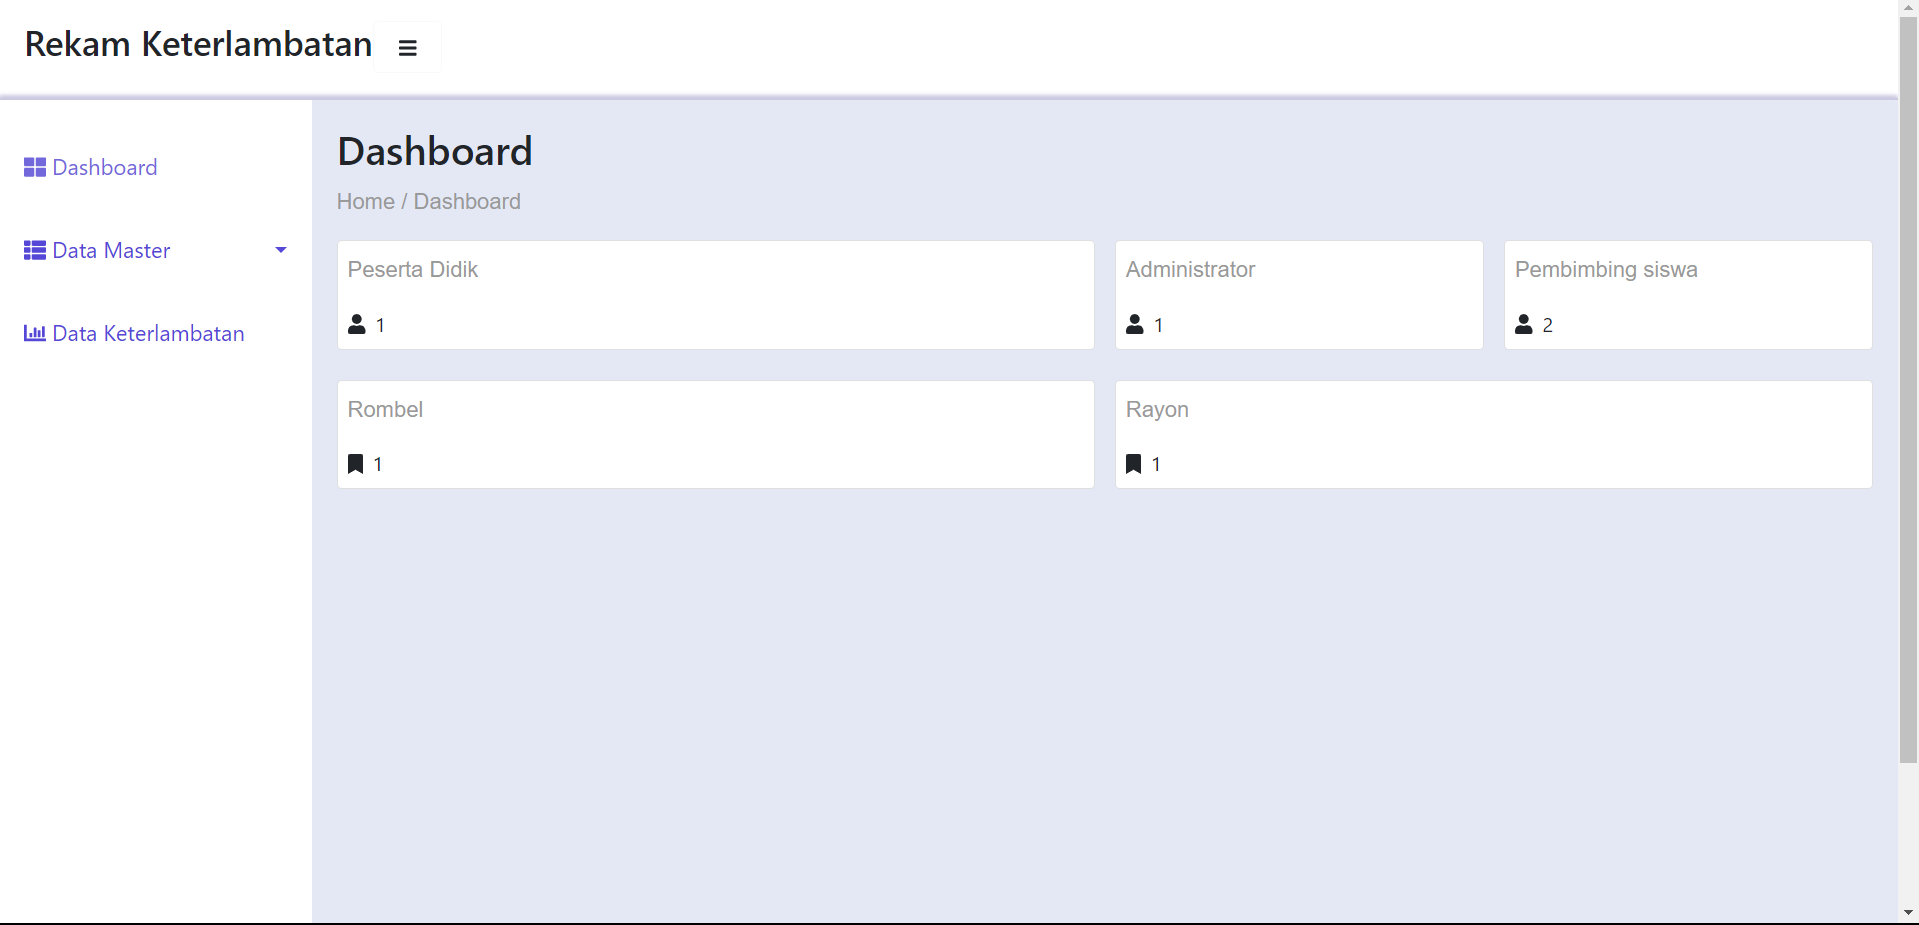 Rekam Keterlambatan
Dashboard
Data Master
Data Keterlambatan
Dashboard
Home / Dashboard
Peserta Didik
1
Administrator
1
Pembimbing siswa
2
Rombel
1
Rayon
1